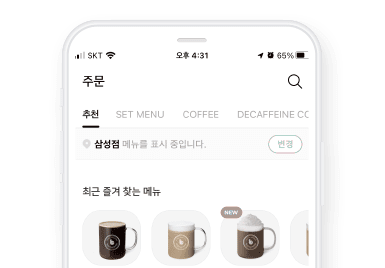 SKT 오후 4:31 65%
주문
추천 SET MENU COFFEE DECAFFEINE CO
삼성점 메뉴를 표시 중입니다. 변경
최근 즐겨 찾는 메뉴
NEW